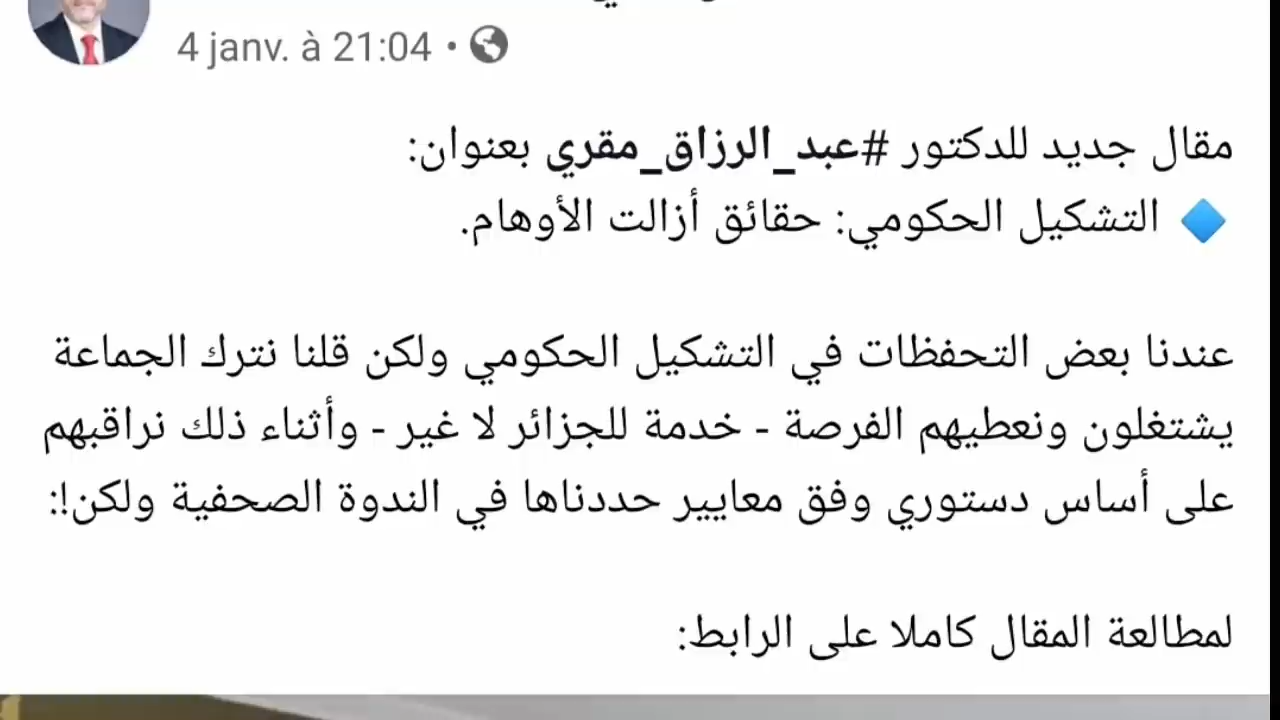 4 janv. à 21:04 •
مقال جديد للدكتور #عبد_الرزاق_مقري بعنوان:
التشكيل الحكومي: حقائق أزالت الأوهام.
عندنا بعض التحفظات في التشكيل الحكومي ولكن قلنا نترك الجماعة
يشتغلون ونعطيهم الفرصة - خدمة للجزائر لا غير - وأثناء ذلك نراقبهم
على أساس دستوري وفق معايير حددناها في الندوة الصحفية ولكن!:
لمطالعة المقال كاملا على الرابط: